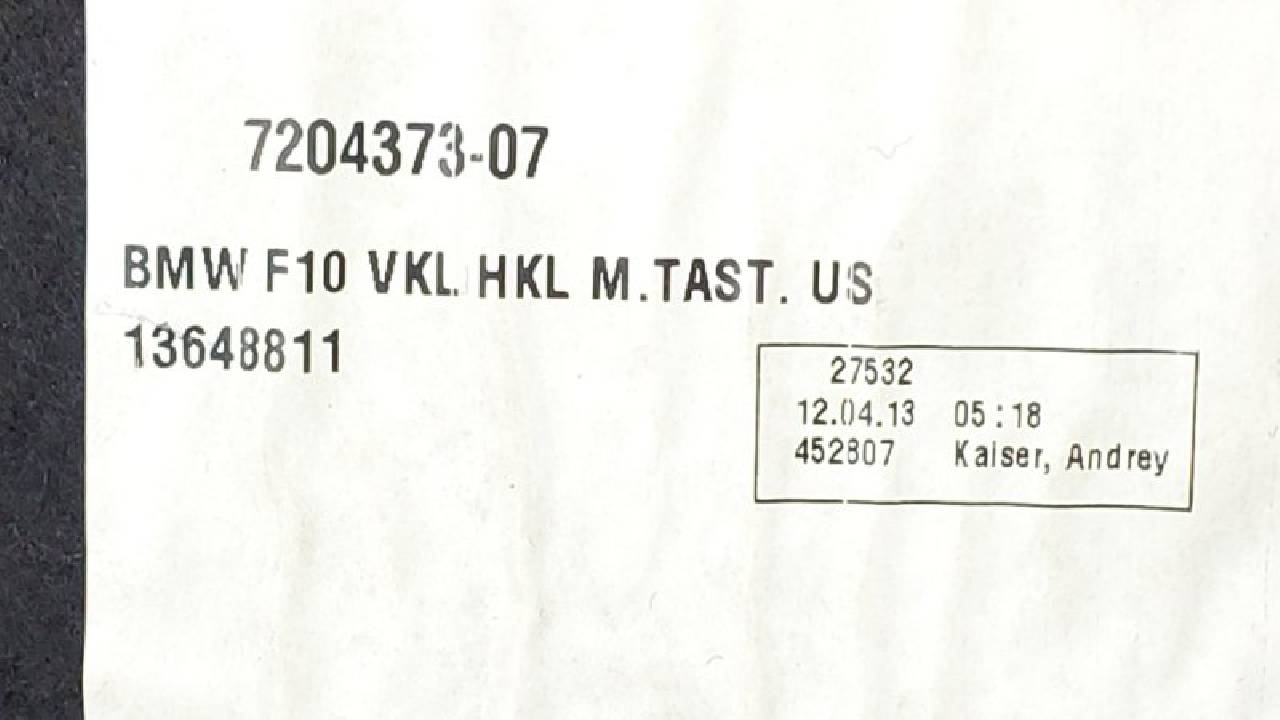 7204373-07
BMW F10 VKL. HKL M.TAST. US
13648811
27532
12.04.13 05:18
452807 Kaiser, Andrey